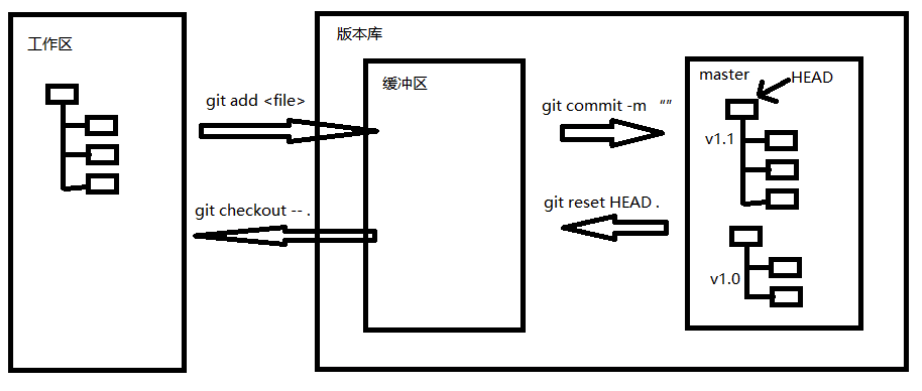 工作区
版本库
缓冲区
git add <file>
git checkout -- .
git commit -m “”
git reset HEAD .
master
HEAD
v1.1
v1.0